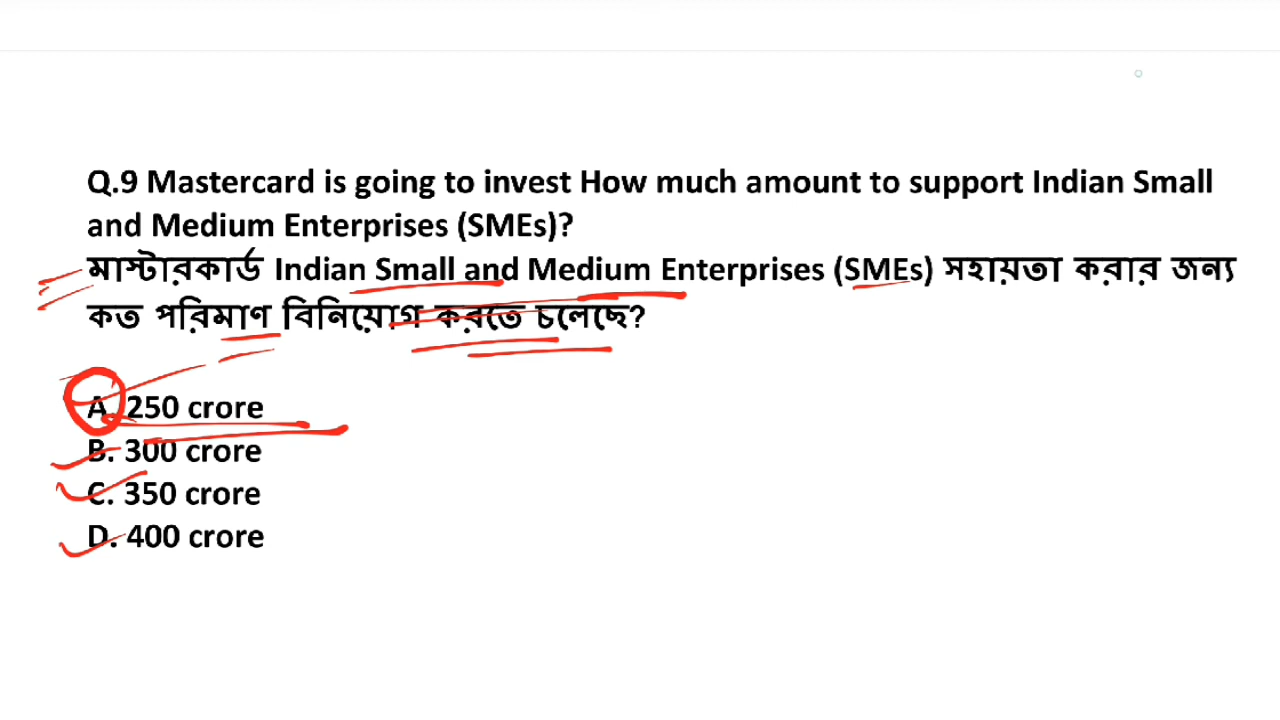 Q.9 Mastercard is going to invest How much amount to support Indian Small
and Medium Enterprises (SMEs)?
মাস্টারকার্ড Indian Small and Medium Enterprises (SMEs) সহায়তা করার জন্য
কত পরিমাণ বিনিয়োগ করতে চলেছে?
A. 250 crore
B. 300 crore
C. 350 crore
D. 400 crore